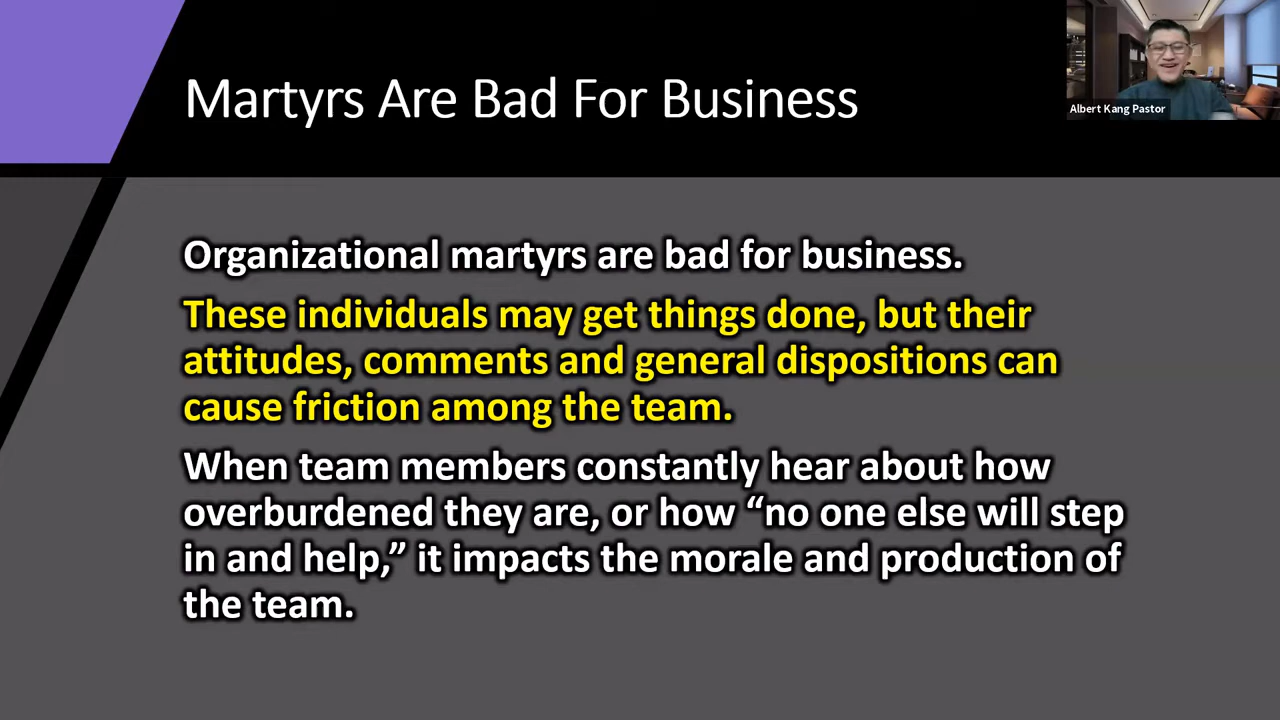 Martyrs Are Bad For Business
Albert Kang Pastor
Organizational martyrs are bad for business.
These individuals may get things done, but their
attitudes, comments and general dispositions can
cause friction among the team.
When team members constantly hear about how
overburdened they are, or how “no one else will step
in and help,” it impacts the morale and production of
the team.